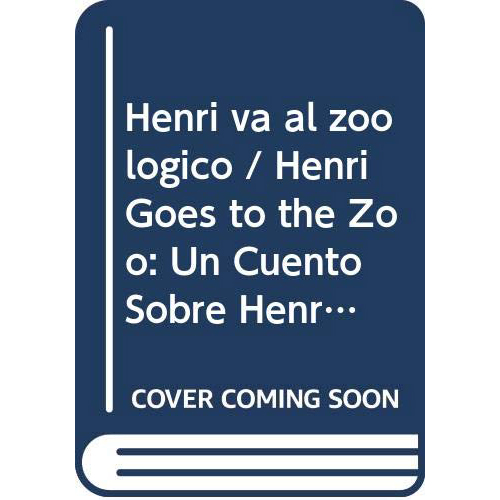 Henri va al zoo
logico / Henri
Goes to the Zo
o: Un Cuento
Sobre Henr...
COVER COMING SOON